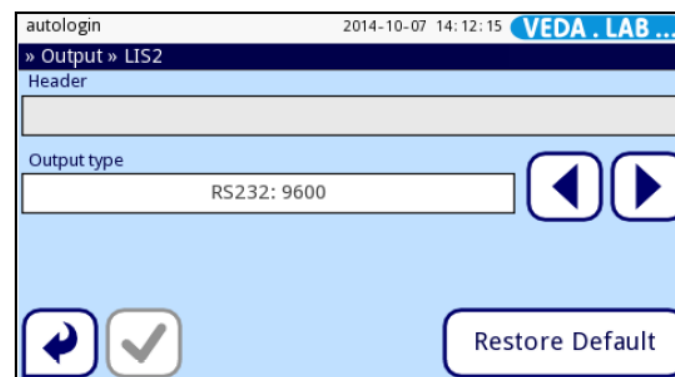 autologin 2014-10-07 14:12:15 VEDA . LAB ...
» Output » LIS2
Header
Output type
RS232: 9600
Restore Default